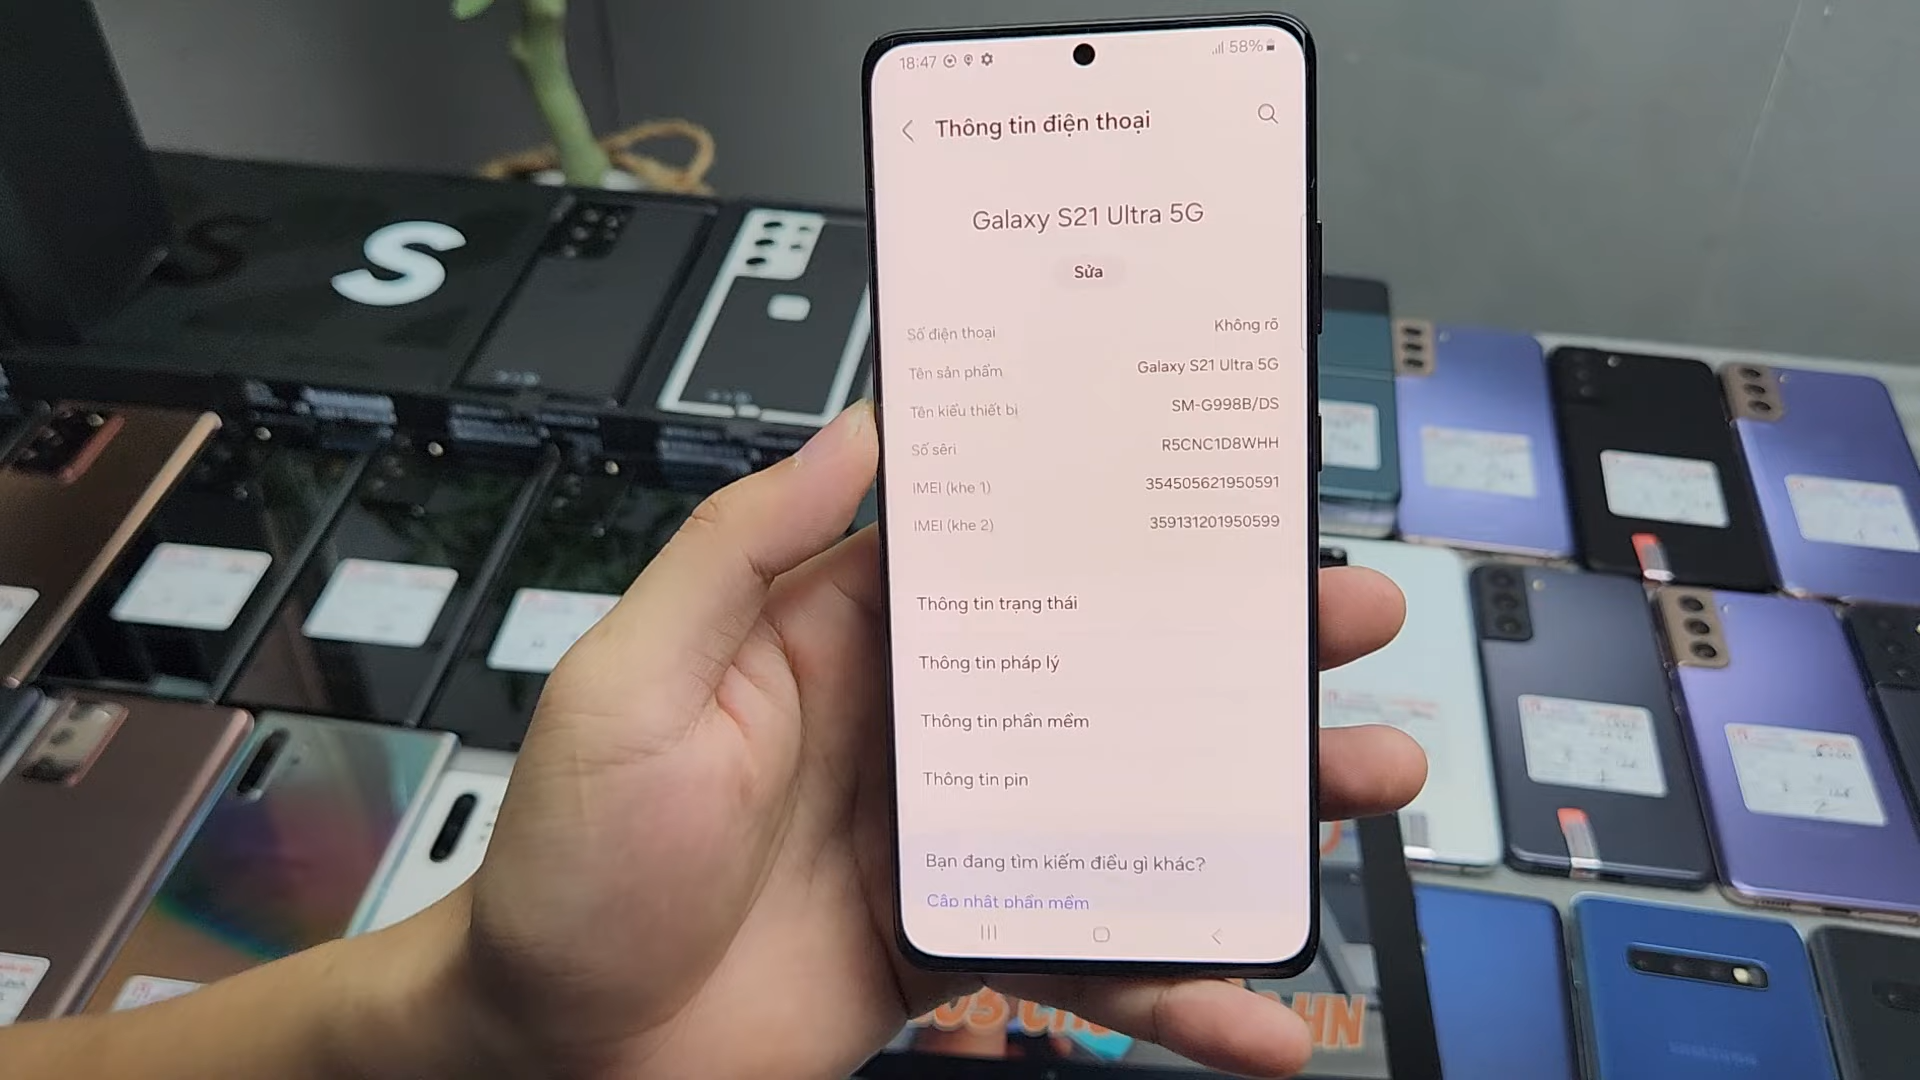 18:47
58%
Thông tin điện thoại
Galaxy S21 Ultra 5G
Sửa
Số điện thoại Không rõ
Tên sản phẩm Galaxy S21 Ultra 5G
Tên kiểu thiết bị SM-G998B/DS
Số sêri R5CNC1D8WHH
IMEI (khe 1) 354505621950591
IMEI (khe 2) 359131201950599
Thông tin trạng thái
Thông tin pháp lý
Thông tin phần mềm
Thông tin pin
Bạn đang tìm kiếm điều gì khác?
Cập nhật phần mềm
S
HN
SAMSUNG